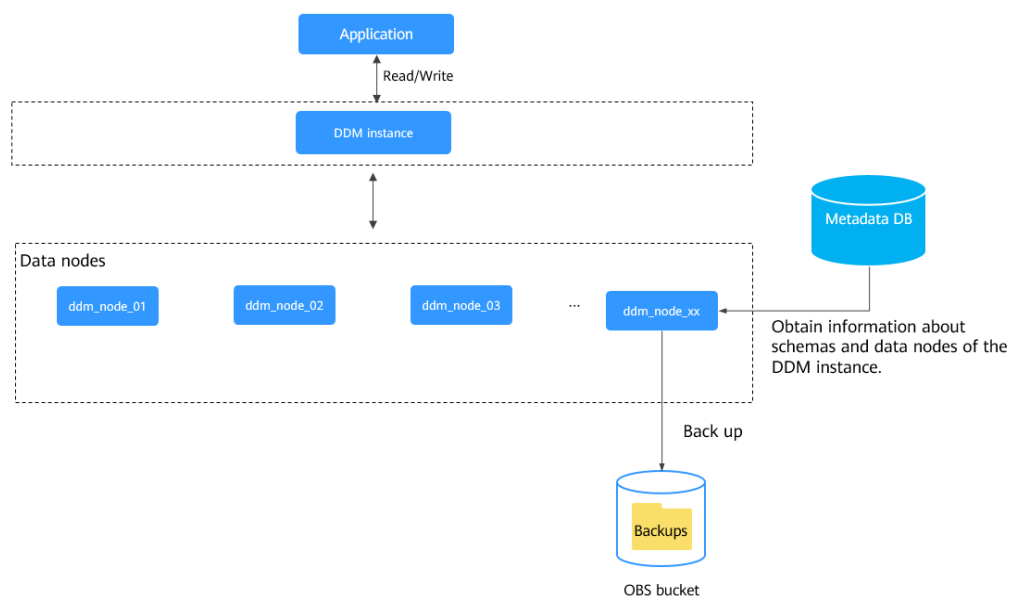 Application
Read/Write
DDM instance
Metadata DB
Data nodes
ddm_node_01
ddm_node_02
ddm_node_03
...
ddm_node_xx
Obtain information about
schemas and data nodes of the
DDM instance.
Back up
Backups
OBS bucket